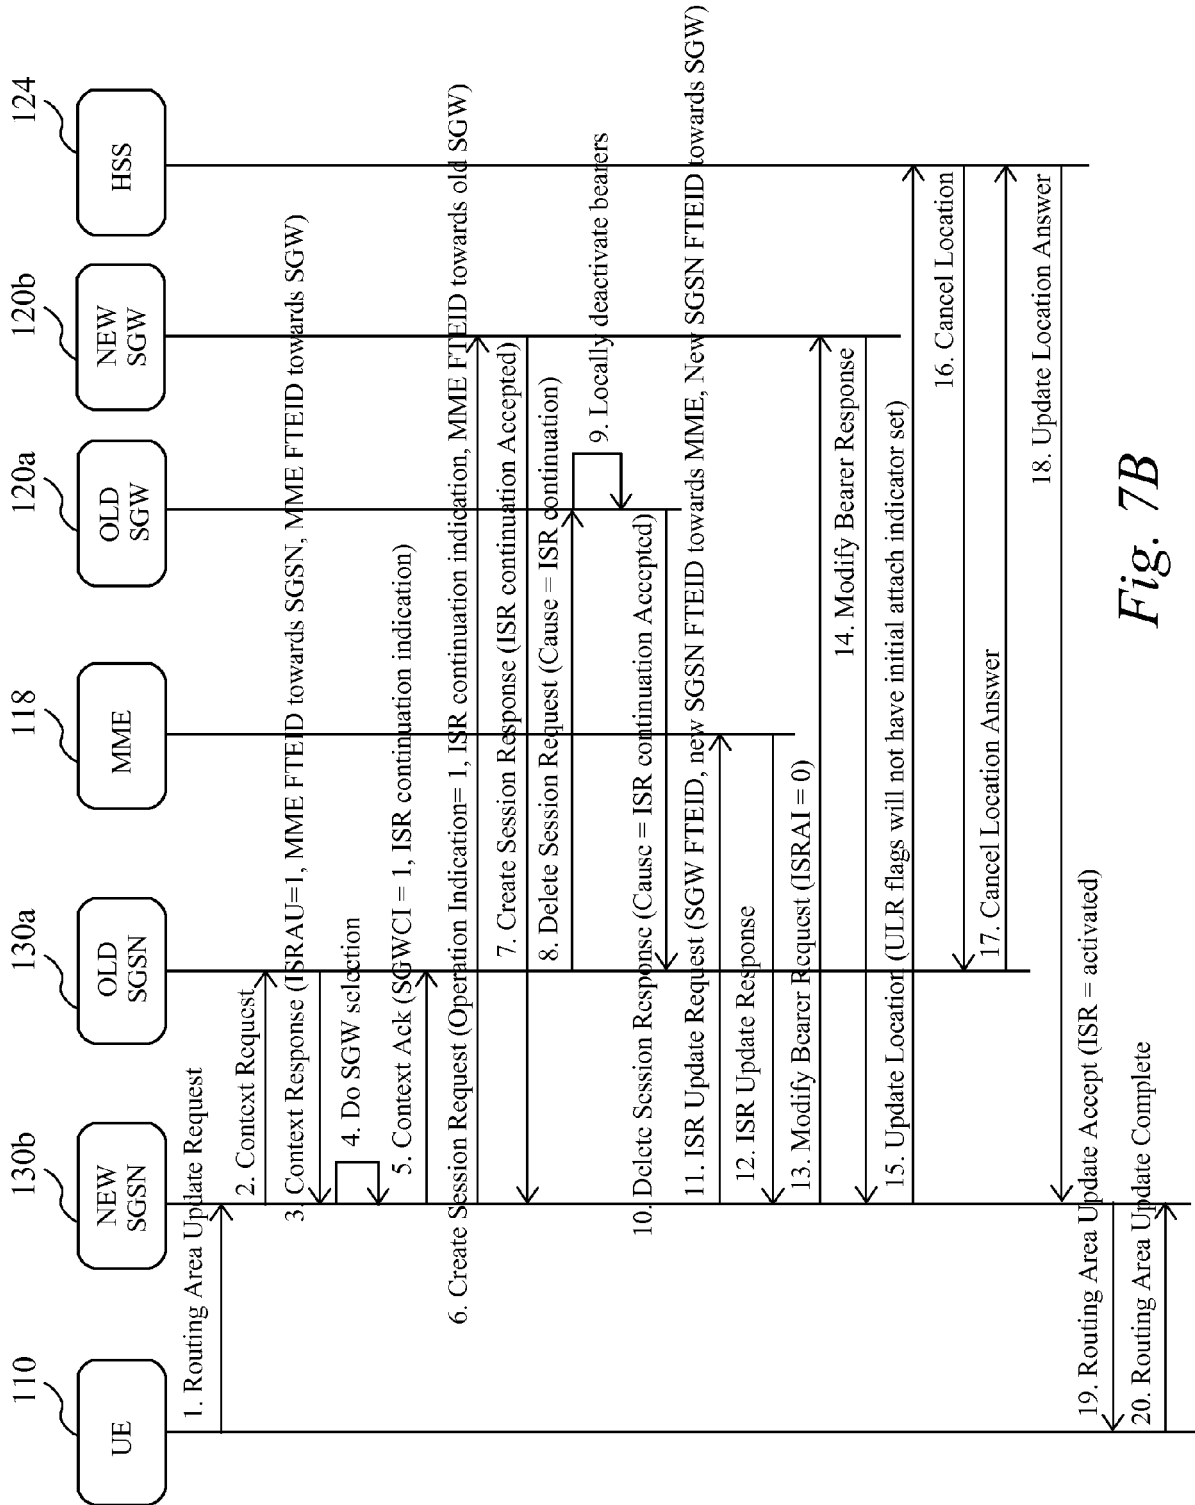 110
UE
130b
NEW
SGSN
130a
OLD
SGSN
118
MME
120a
OLD
SGW
120b
NEW
SGW
124
HSS
1. Routing Area Update Request
2. Context Request
3. Context Response (ISRAU=1, MME FTEID towards SGSN, MME FTEID towards SGW)
4. Do SGW selection
5. Context Ack (SGWCI = 1, ISR continuation indication)
6. Create Session Request (Operation Indication= 1, ISR continuation indication, MME FTEID towards old SGW)
7. Create Session Response (ISR continuation Accepted)
8. Delete Session Request (Cause = ISR continuation)
9. Locally deactivate bearers
10. Delete Session Response (Cause = ISR continuation Accepted)
11. ISR Update Request (SGW FTEID, new SGSN FTEID towards MME, New SGSN FTEID towards SGW)
12. ISR Update Response
13. Modify Bearer Request (ISRAI = 0)
14. Modify Bearer Response
15. Update Location (ULR flags will not have initial attach indicator set)
16. Cancel Location
17. Cancel Location Answer
18. Update Location Answer
19. Routing Area Update Accept (ISR = activated)
20. Routing Area Update Complete
Fig. 7B